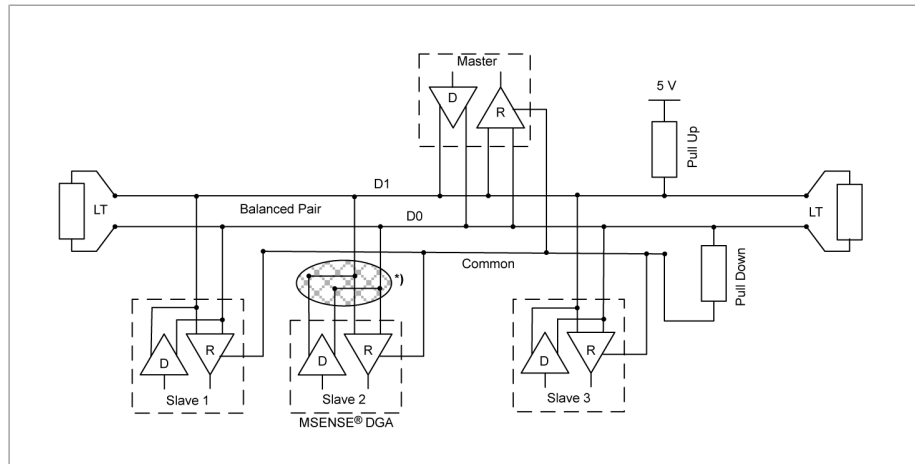 Master
D
R
5 V
Pull Up
D1
LT
Balanced Pair
D0
LT
Common
Pull Down
*)
D
R
Slave 1
D
R
Slave 2
MSENSE® DGA
D
R
Slave 3